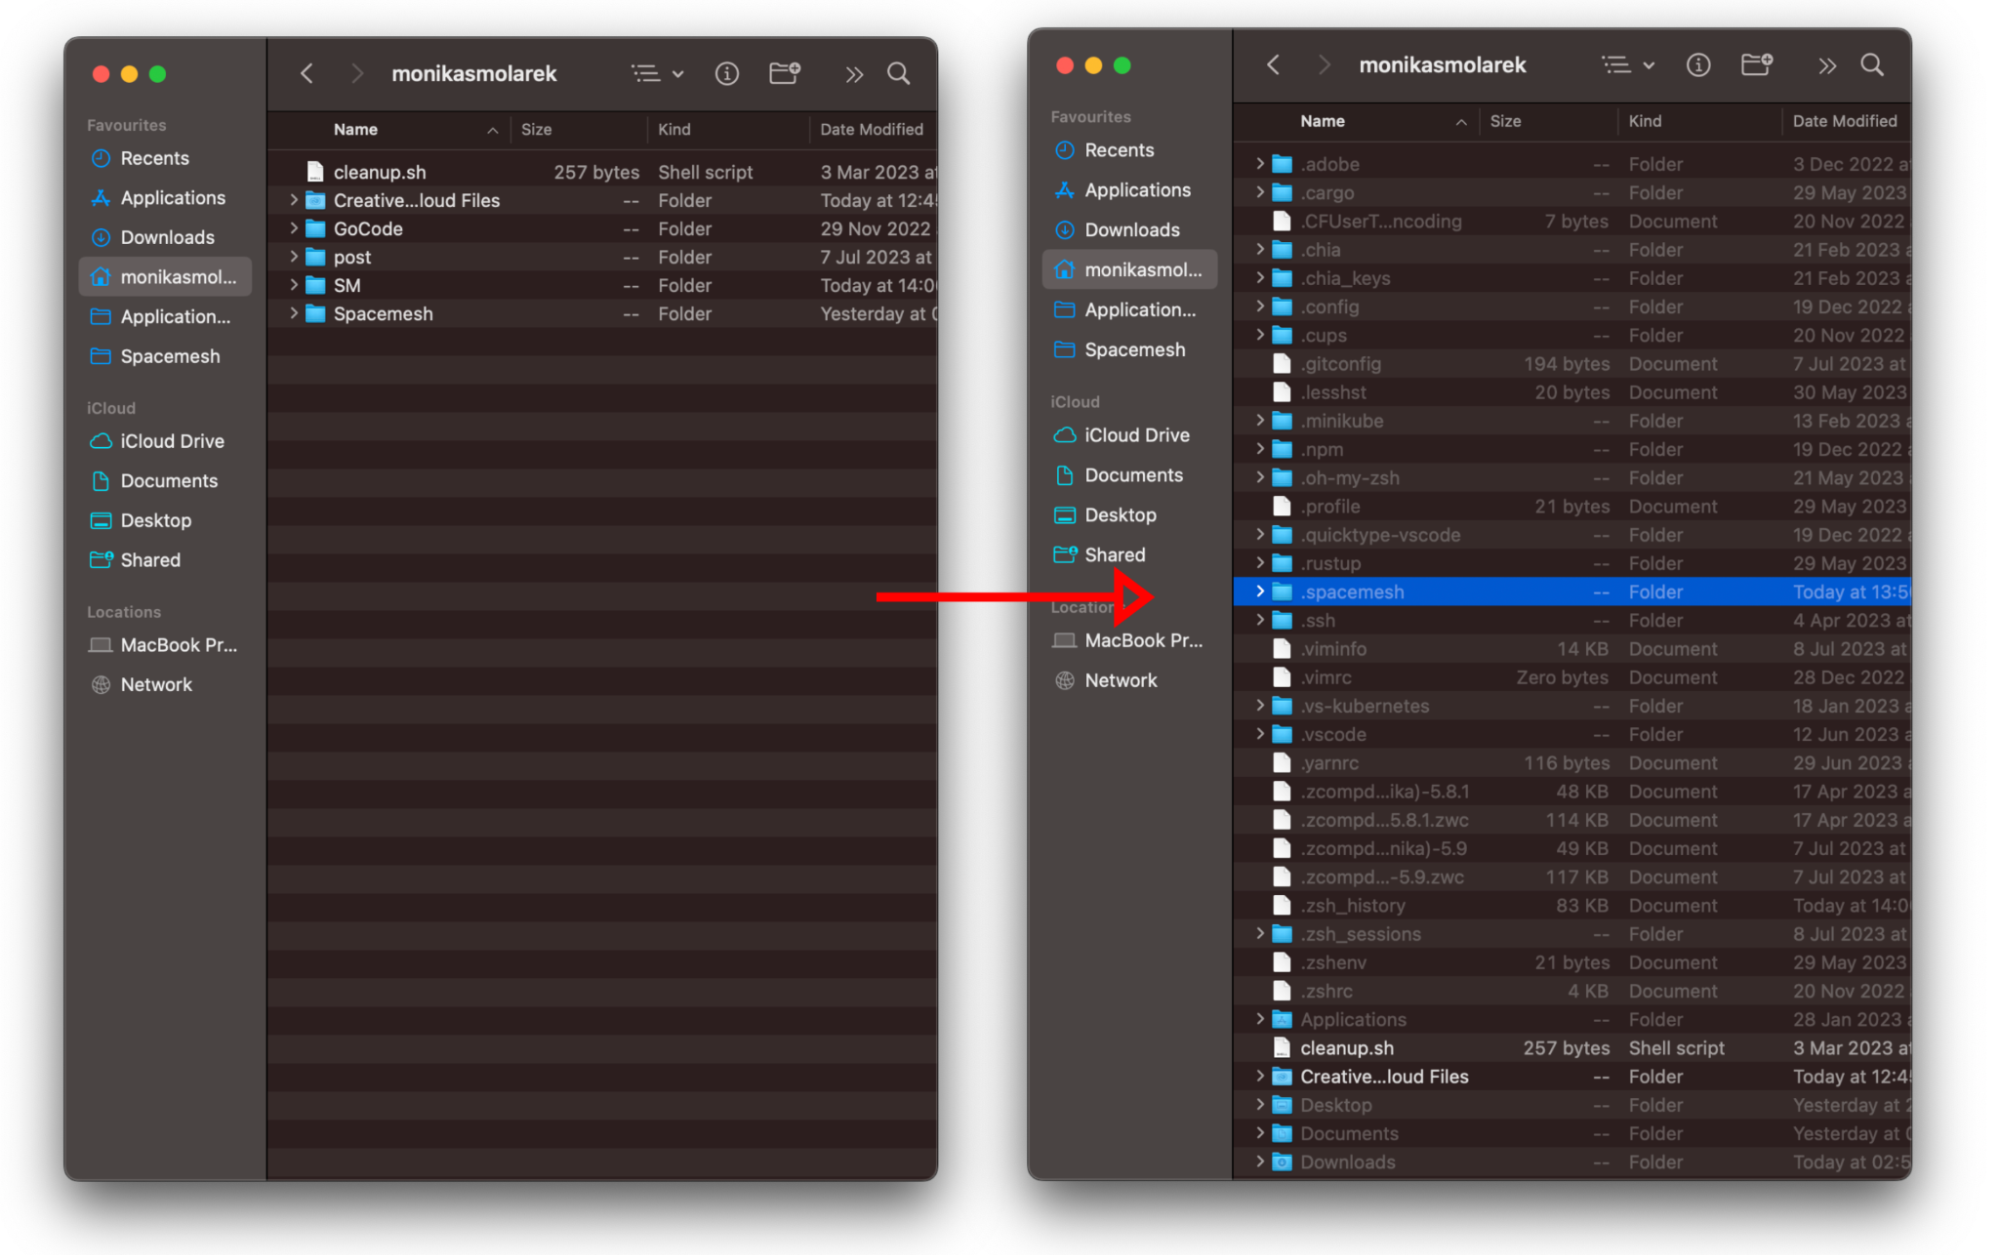 monikasmolarek
Favourites
Recents
Applications
Downloads
monikasmol...
Application...
Spacemesh
iCloud
iCloud Drive
Documents
Desktop
Shared
Locations
MacBook Pr...
Network
Name Size Kind Date Modified
cleanup.sh 257 bytes Shell script 3 Mar 2023 at
Creative...loud Files -- Folder Today at 12:4
GoCode -- Folder 29 Nov 2022
post -- Folder 7 Jul 2023 at
SM -- Folder Today at 14:0
Spacemesh -- Folder Yesterday at
monikasmolarek
Favourites
Recents
Applications
Downloads
monikasmol...
Application...
Spacemesh
iCloud
iCloud Drive
Documents
Desktop
Shared
Locations
MacBook Pr...
Network
Name Size Kind Date Modified
.adobe -- Folder 3 Dec 2022 a
.cargo -- Folder 29 May 2023
.CFUserT...ncoding 7 bytes Document 20 Nov 2022
.chia -- Folder 21 Feb 2023
.chia_keys -- Folder 21 Feb 2023
.config -- Folder 19 Dec 2022
.cups -- Folder 20 Nov 2022
.gitconfig 194 bytes Document 7 Jul 2023 at
.lesshst 20 bytes Document 30 May 2023
.minikube -- Folder 13 Feb 2023
.npm -- Folder 19 Dec 2022
.oh-my-zsh -- Folder 21 May 2023
.profile 21 bytes Document 29 May 2023
.quicktype-vscode -- Folder 19 Dec 2022
.rustup -- Folder 29 May 2023
.spacemesh -- Folder Today at 13:5
.ssh -- Folder 4 Apr 2023 at
.viminfo 14 KB Document 8 Jul 2023 at
.vimrc Zero bytes Document 28 Dec 2022
.vs-kubernetes -- Folder 18 Jan 2023 a
.vscode -- Folder 12 Jun 2023
.yarnrc 116 bytes Document 29 Jun 2023
.zcompd...ika)-5.8.1 48 KB Document 17 Apr 2023 a
.zcompd...5.8.1.zwc 114 KB Document 17 Apr 2023 a
.zcompd...nika)-5.9 49 KB Document 7 Jul 2023 at
.zcompd...-5.9.zwc 117 KB Document 7 Jul 2023 at
.zsh_history 83 KB Document Today at 14:0
.zsh_sessions -- Folder 8 Jul 2023 at
.zshenv 21 bytes Document 29 May 2023
.zshrc 4 KB Document 20 Nov 2022
Applications -- Folder 28 Jan 2023
cleanup.sh 257 bytes Shell script 3 Mar 2023 at
Creative...loud Files -- Folder Today at 12:4
Desktop -- Folder Yesterday at
Documents -- Folder Yesterday at
Downloads -- Folder Today at 02:5